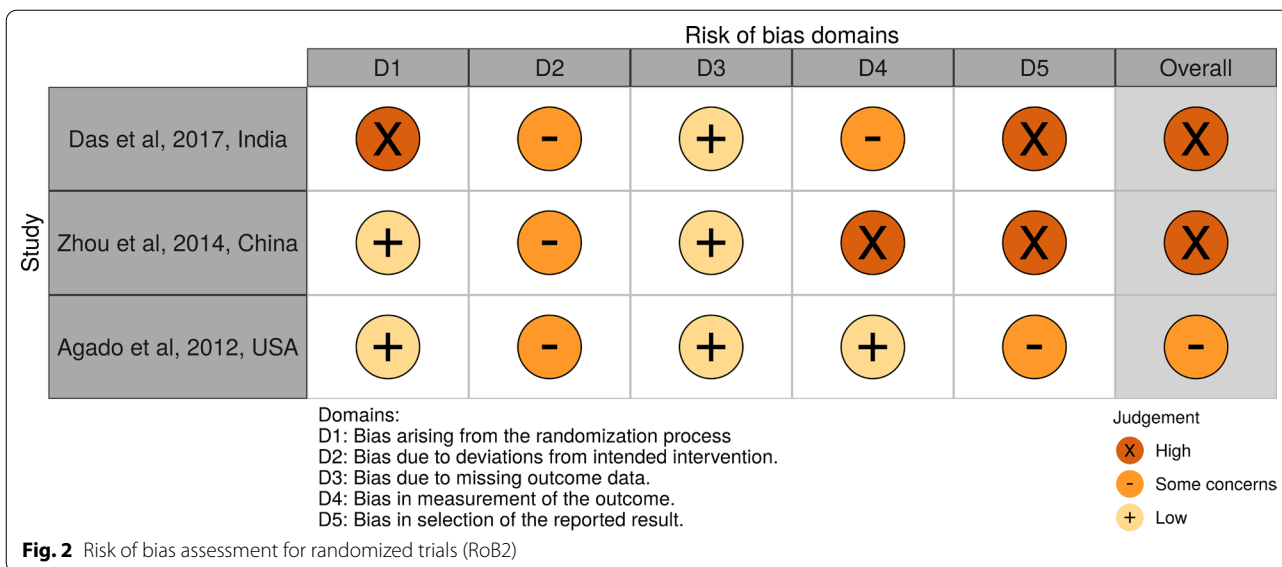 Risk of bias domains
D1 D2 D3 D4 D5 Overall
Study
Das et al, 2017, India X - + - X X
Zhou et al, 2014, China + - + X X X
Agado et al, 2012, USA + - + + - -
Domains:
D1: Bias arising from the randomization process
D2: Bias due to deviations from intended intervention.
D3: Bias due to missing outcome data.
D4: Bias in measurement of the outcome.
D5: Bias in selection of the reported result.
Judgement
X High
- Some concerns
+ Low
Fig. 2 Risk of bias assessment for randomized trials (RoB2)